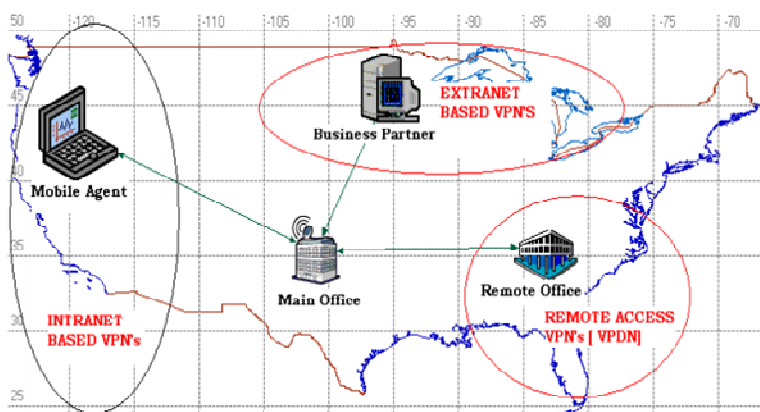 50 -120 -115 -110 -105 -100 -95 -90 -85 -80 -75 -70
45
40
35
30
25
EXTRANET
BASED VPN'S
Business Partner
Mobile Agent
Main Office
Remote Office
INTRANET
BASED VPN's
REMOTE ACCESS
VPN's [ VPDN]